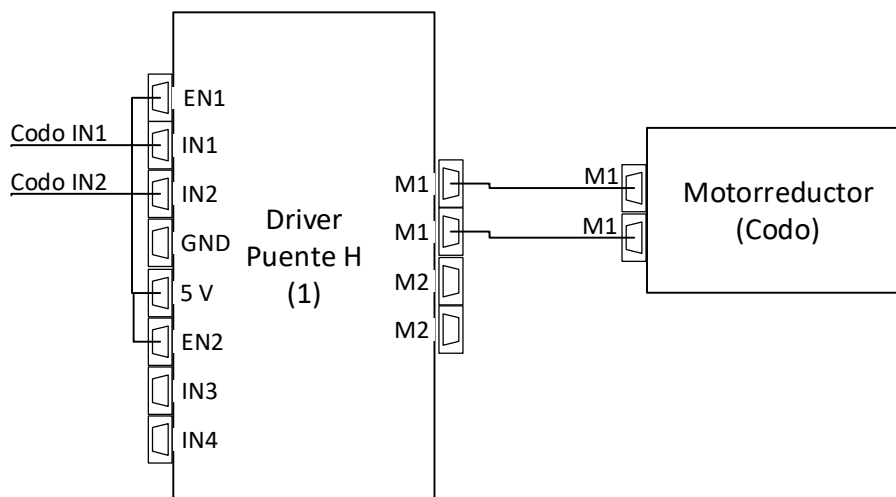 EN1
Codo IN1
IN1
Codo IN2
IN2
GND
5 V
EN2
IN3
IN4
Driver
Puente H
(1)
M1
M1
M2
M2
M1
M1
Motorreductor
(Codo)